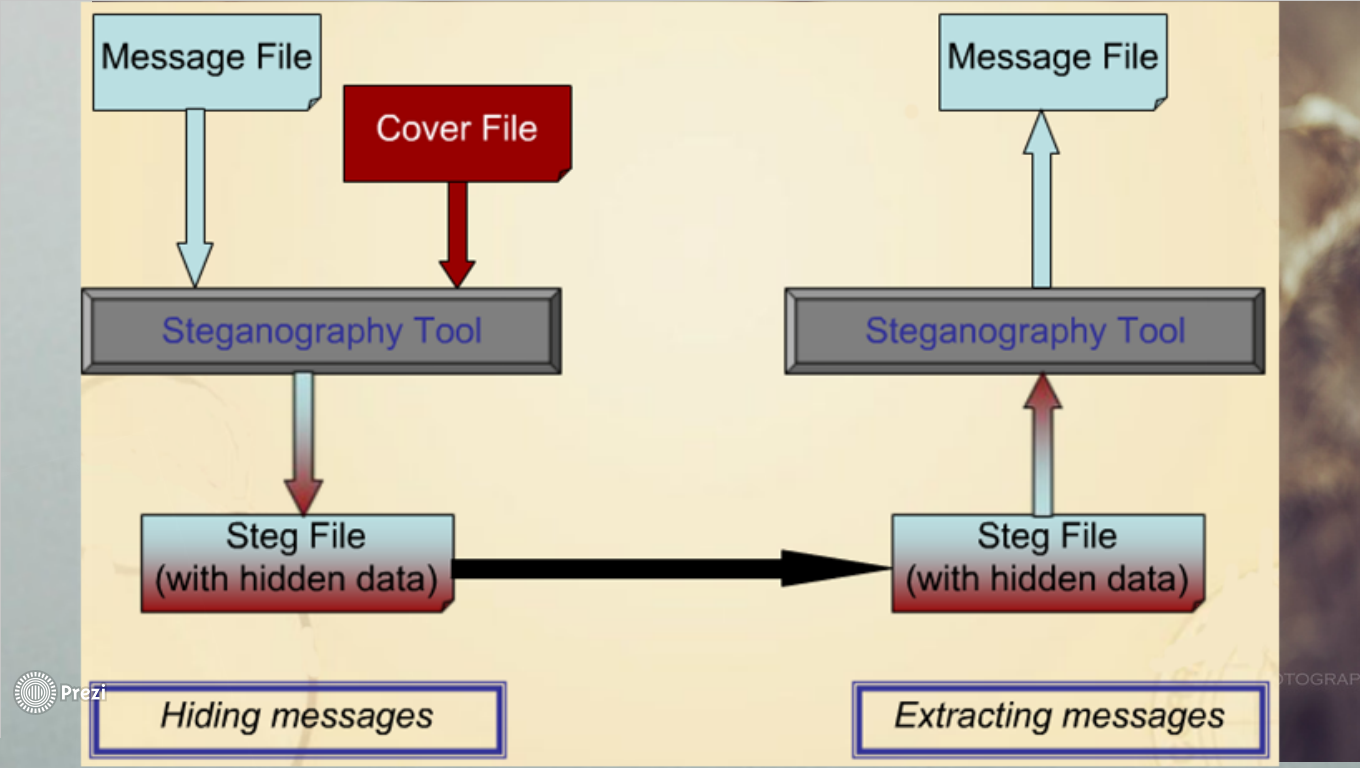 Message File
Cover File
Steganography Tool
Steg File
(with hidden data)
Hiding messages
Message File
Steganography Tool
Steg File
(with hidden data)
Extracting messages
Prezi